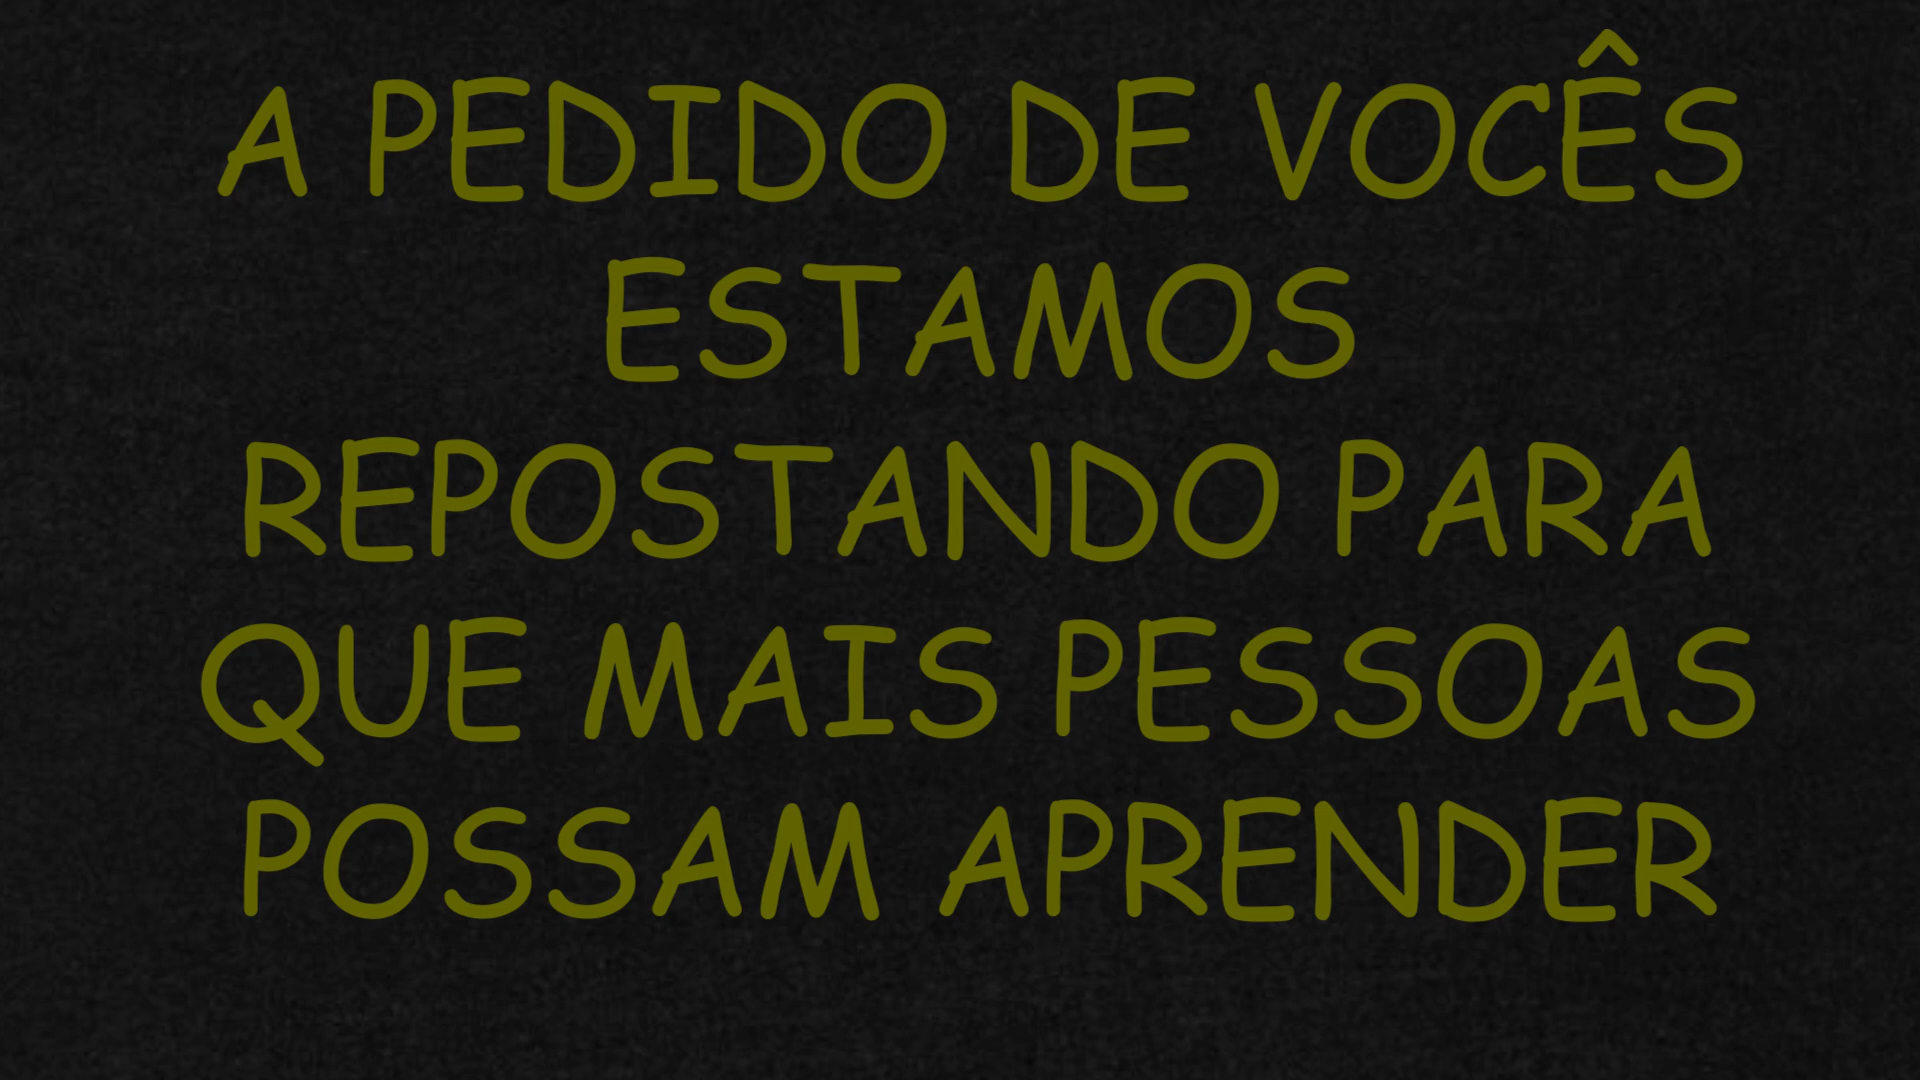 A PEDIDO DE VOCÊS
ESTAMOS
REPOSTANDO PARA
QUE MAIS PESSOAS
POSSAM APRENDER